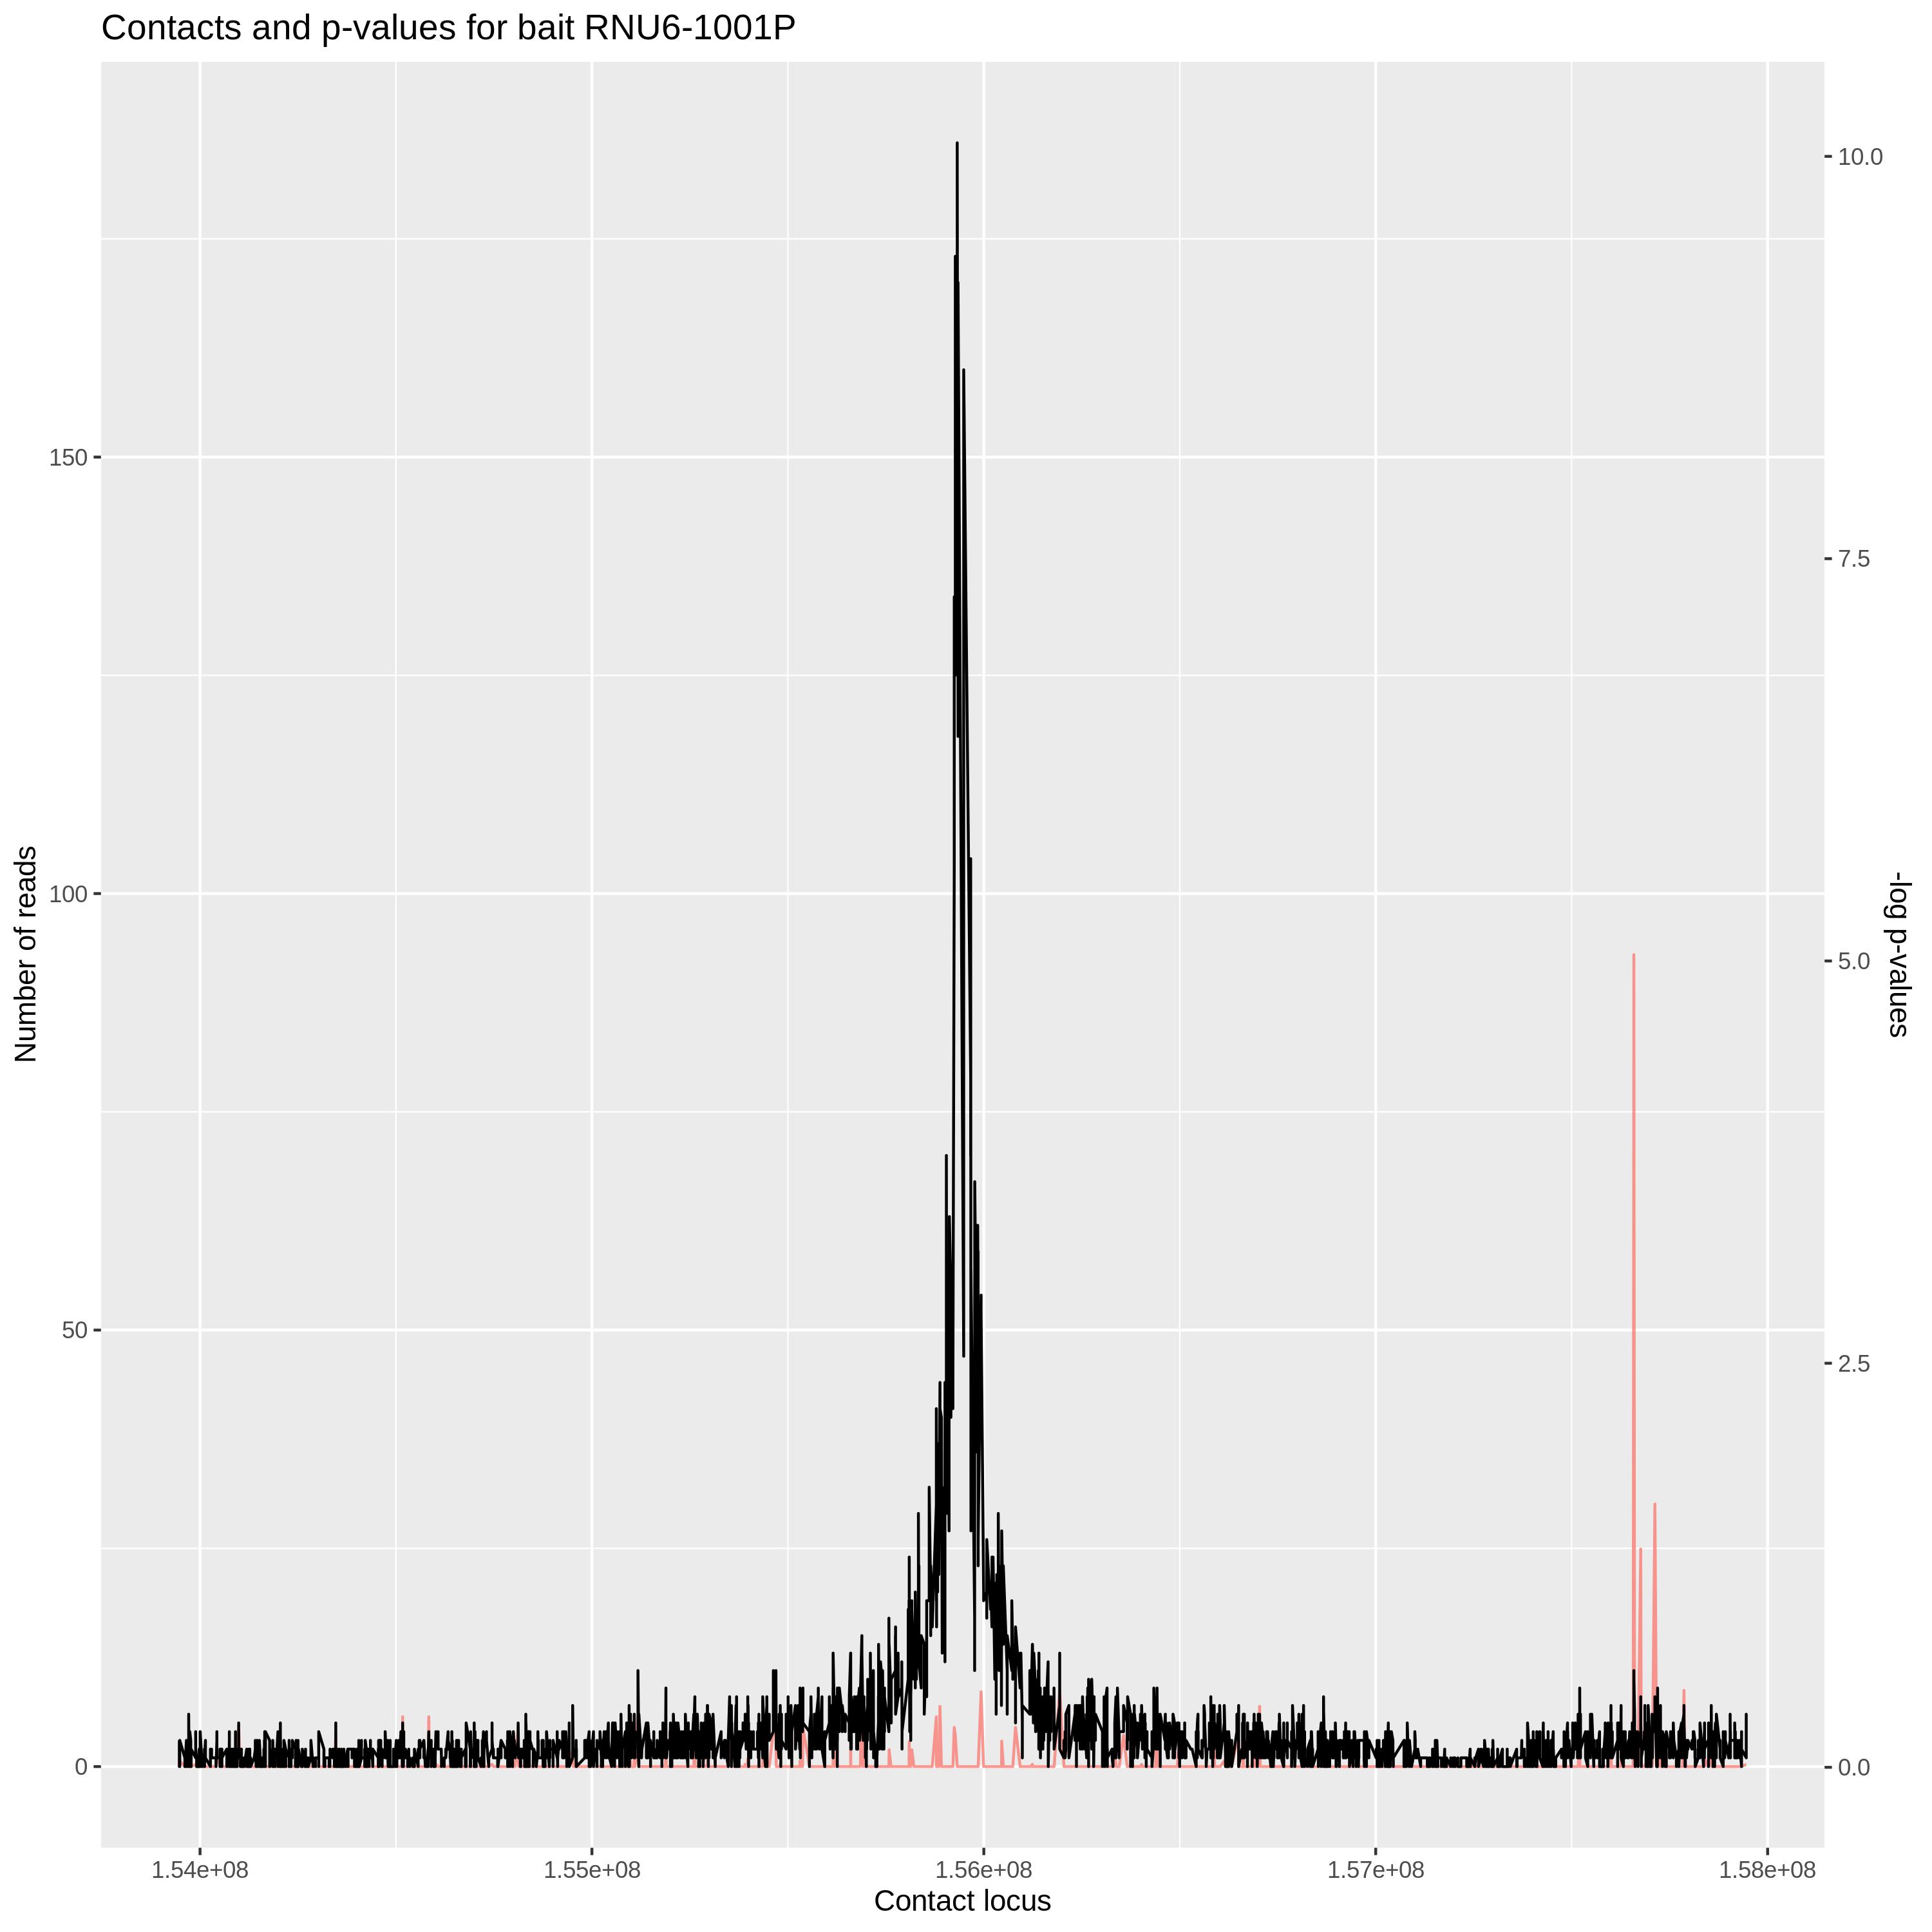 Contacts and p-values for bait RNU6-1001P
10.0
150
7.5
100
5.0
Number of reads
-log p-values
50
2.5
0
0.0
1.54e+08 1.55e+08 1.56e+08 1.57e+08 1.58e+08
Contact locus